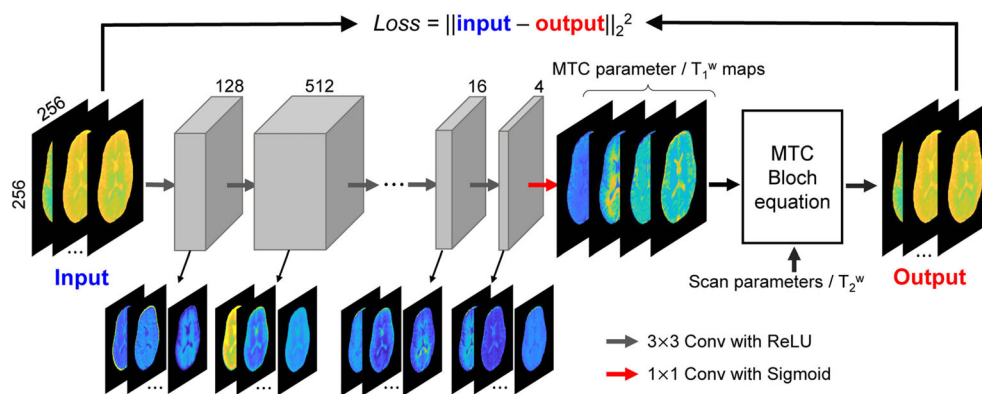 Loss = ||input – output||₂²
MTC parameter / T₁ʷ maps
256
256
128
512
...
16
4
MTC
Bloch
equation
...
Input
...
Output
Scan parameters / T₂ʷ
...
...
...
...
3×3 Conv with ReLU
1×1 Conv with Sigmoid